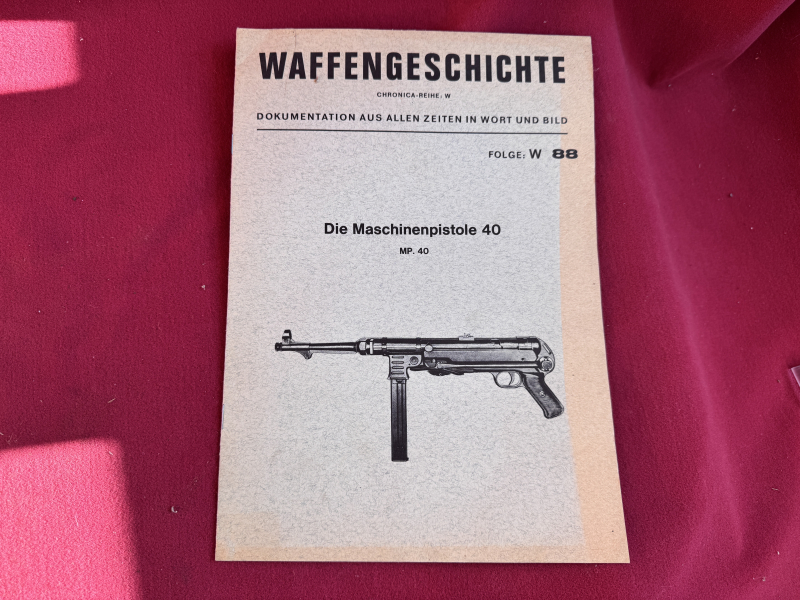 WAFFENGESCHICHTE
CHRONICA-REIHE: W
DOKUMENTATION AUS ALLEN ZEITEN IN WORT UND BILD
FOLGE: W 88
Die Maschinenpistole 40
MP. 40